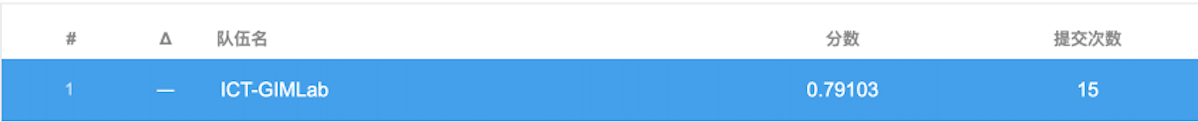 # Δ 队伍名 分数 提交次数
1 — ICT-GIMLab 0.79103 15